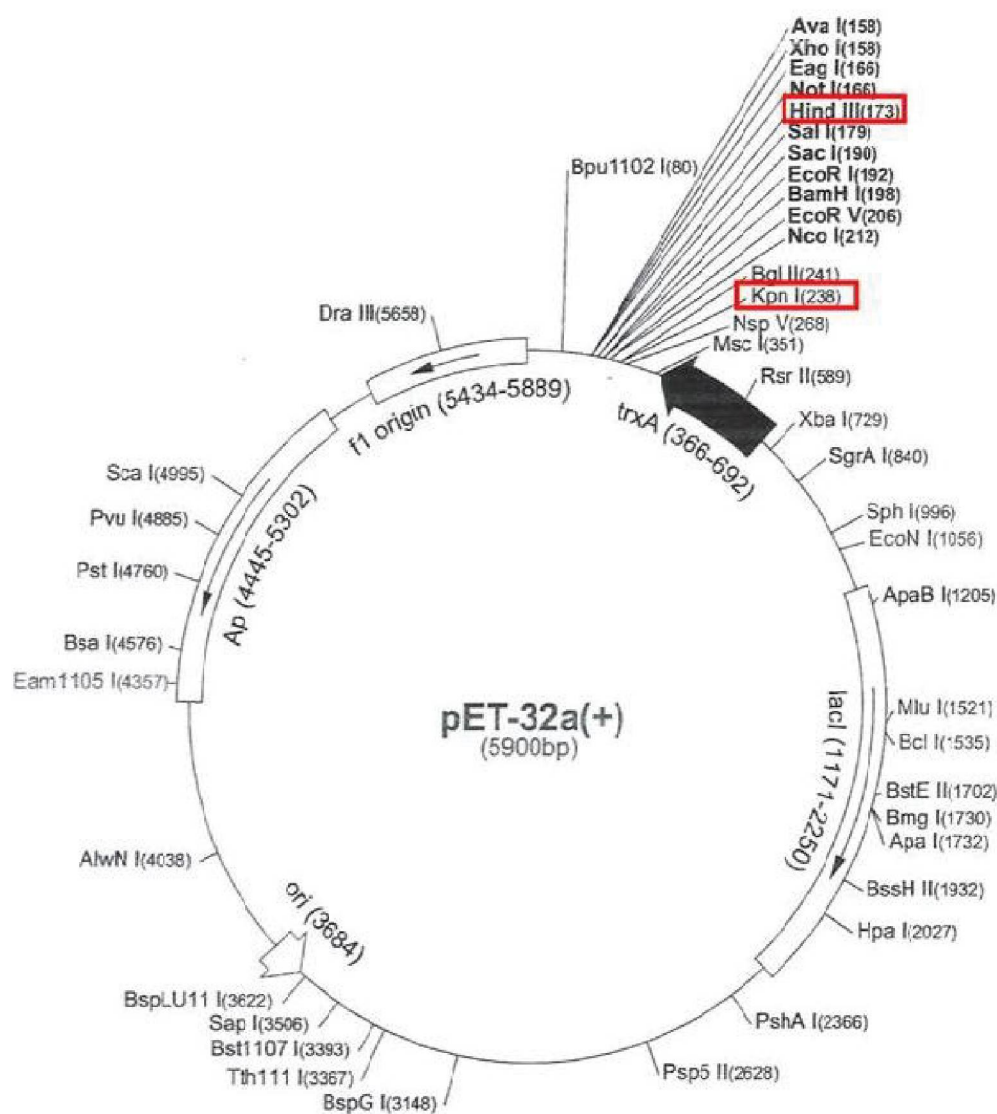 Ava I(158)
Xho I(158)
Eag I(166)
Not I(166)
Hind III(173)
Sal I(179)
Sac I(190)
EcoR I(192)
BamH I(198)
EcoR V(206)
Nco I(212)
Bgl II(241)
Kpn I(238)
Nsp V(268)
Msc I(351)
Rsr II(589)
Xba I(729)
SgrA I(840)
Sph I(996)
EcoN I(1056)
ApaB I(1205)
Mlu I(1521)
Bcl I(1535)
BstE II(1702)
Bmg I(1730)
Apa I(1732)
BssH II(1932)
Hpa I(2027)
PshA I(2366)
Psp5 II(2628)
BspG I(3148)
Tth111 I(3367)
Bst1107 I(3393)
Sap I(3506)
BspLU11 I(3622)
AlwN I(4038)
Eam1105 I(4357)
Bsa I(4576)
Pst I(4760)
Pvu I(4885)
Sca I(4995)
Dra III(5658)
Bpu1102 I(80)
f1 origin (5434-5889)
trxA (366-692)
lacI (1171-2250)
ori (3684)
Ap (4445-5302)
pET-32a(+)
(5900bp)